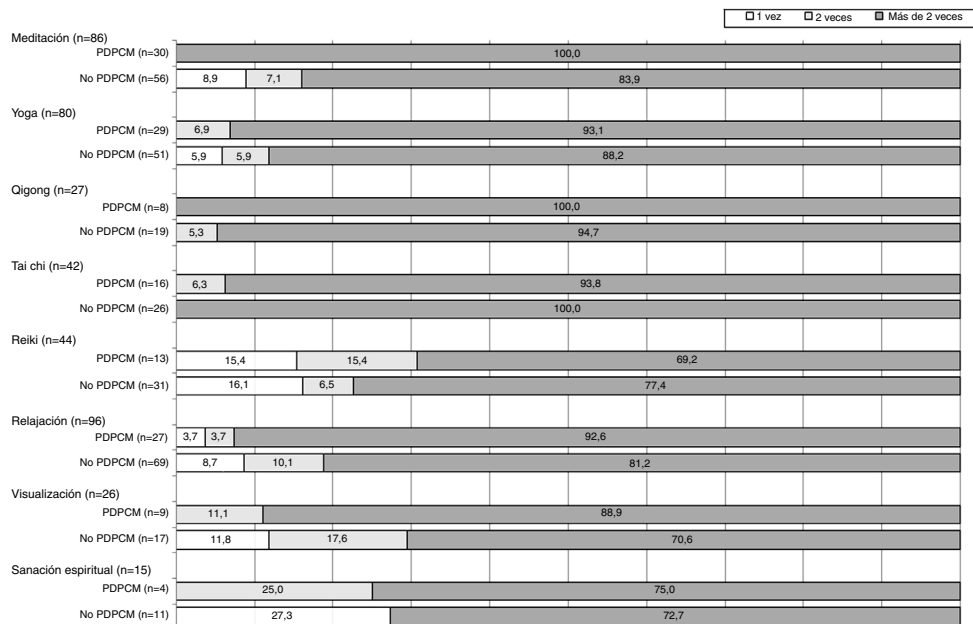 1 vez 2 veces Más de 2 veces
Meditación (n=86)
PDPCM (n=30) 100,0
No PDPCM (n=56) 8,9 7,1 83,9
Yoga (n=80)
PDPCM (n=29) 6,9 93,1
No PDPCM (n=51) 5,9 5,9 88,2
Qigong (n=27)
PDPCM (n=8) 100,0
No PDPCM (n=19) 5,3 94,7
Tai chi (n=42)
PDPCM (n=16) 6,3 93,8
No PDPCM (n=26) 100,0
Reiki (n=44)
PDPCM (n=13) 15,4 15,4 69,2
No PDPCM (n=31) 16,1 6,5 77,4
Relajación (n=96)
PDPCM (n=27) 3,7 3,7 92,6
No PDPCM (n=69) 8,7 10,1 81,2
Visualización (n=26)
PDPCM (n=9) 11,1 88,9
No PDPCM (n=17) 11,8 17,6 70,6
Sanación espiritual (n=15)
PDPCM (n=4) 25,0 75,0
No PDPCM (n=11) 27,3 72,7